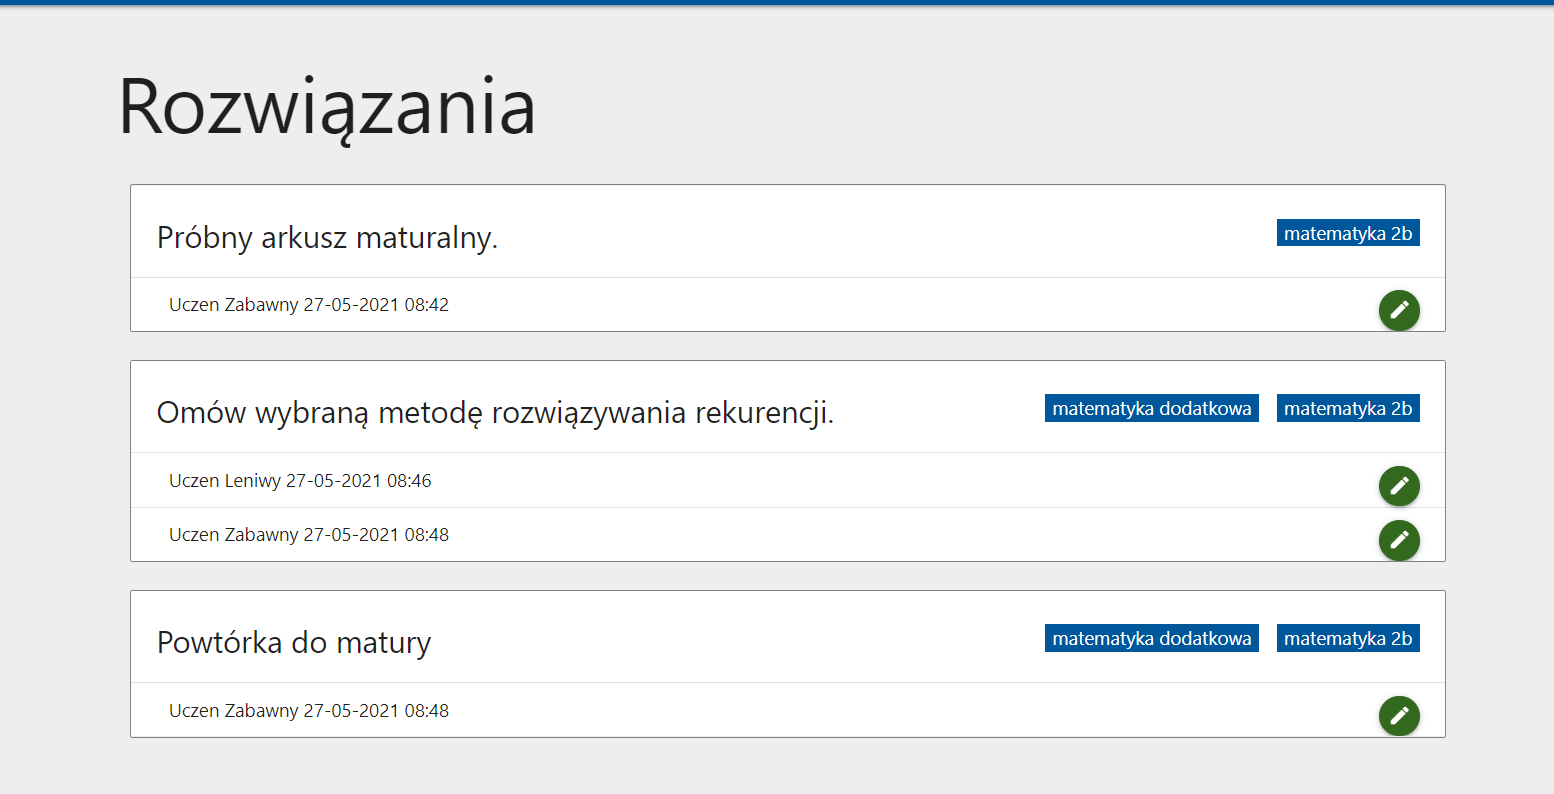 Rozwiązania
Próbny arkusz maturalny.
matematyka 2b
Uczen Zabawny 27-05-2021 08:42
Omów wybraną metodę rozwiązywania rekurencji.
matematyka dodatkowa matematyka 2b
Uczen Leniwy 27-05-2021 08:46
Uczen Zabawny 27-05-2021 08:48
Powtórka do matury
matematyka dodatkowa matematyka 2b
Uczen Zabawny 27-05-2021 08:48